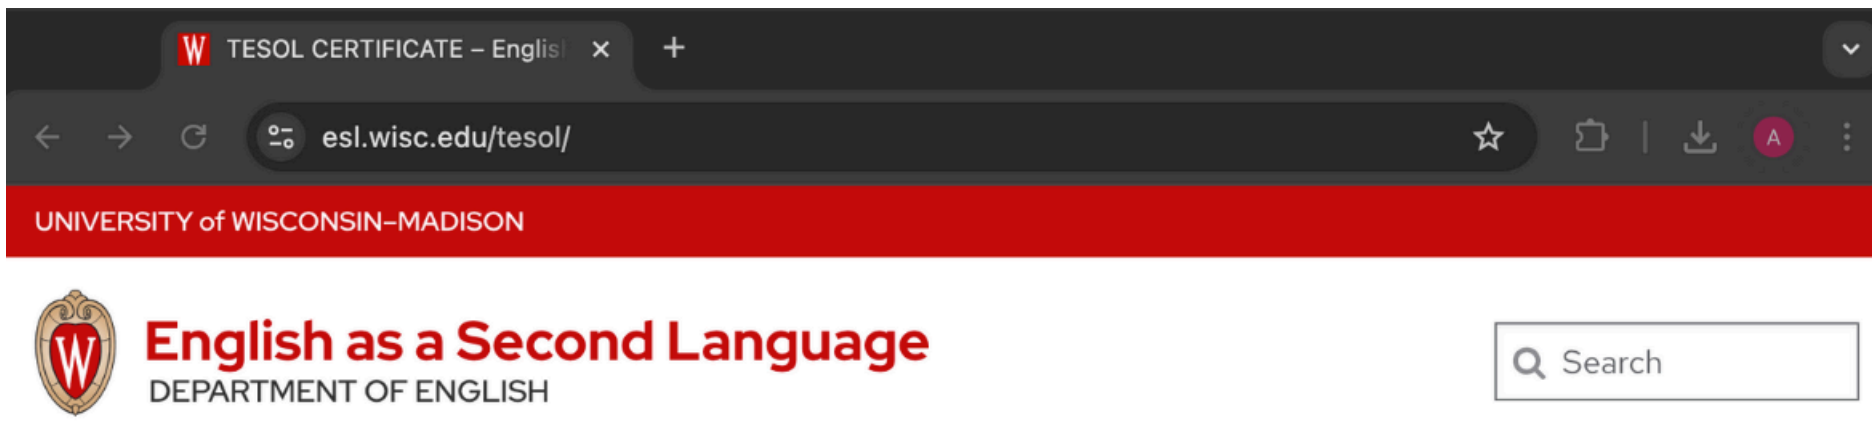 W TESOL CERTIFICATE – Englis
esl.wisc.edu/tesol/
A
UNIVERSITY of WISCONSIN–MADISON
W
English as a Second Language
DEPARTMENT OF ENGLISH
Search